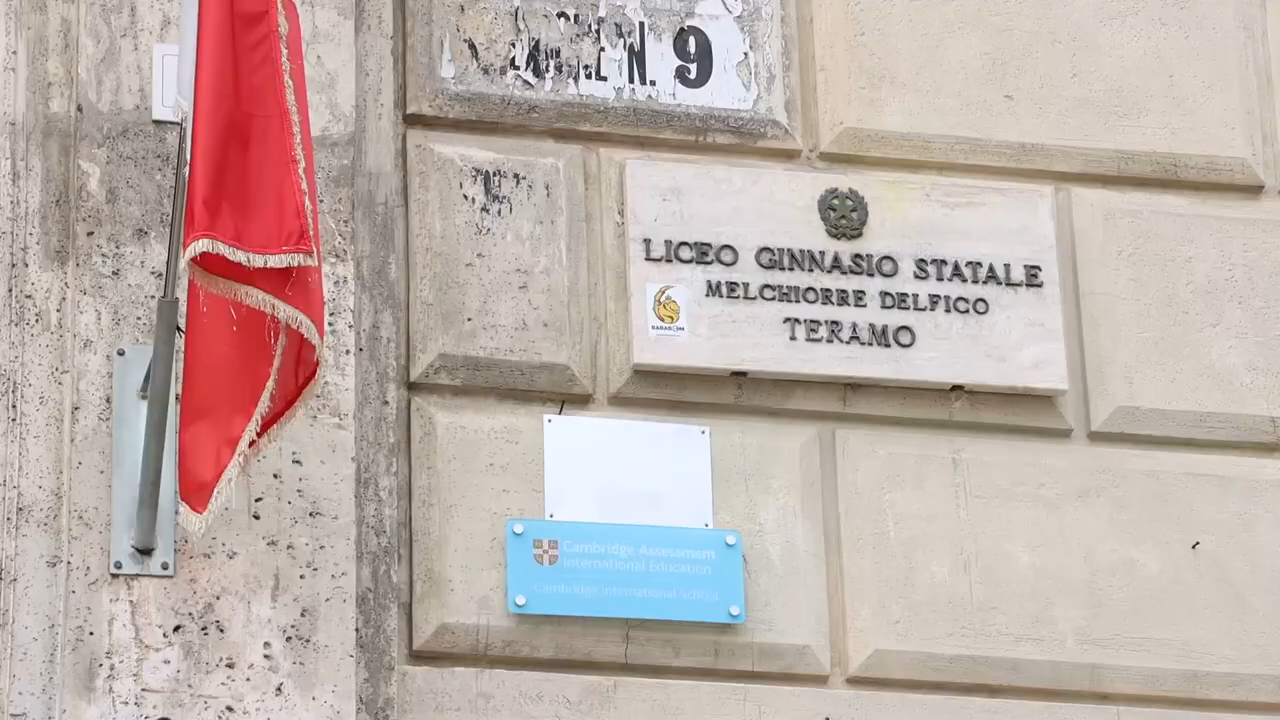 N. 9
LICEO GINNASIO STATALE
MELCHIORRE DELFICO
TERAMO
Cambridge Assessment
International Education
Cambridge International School